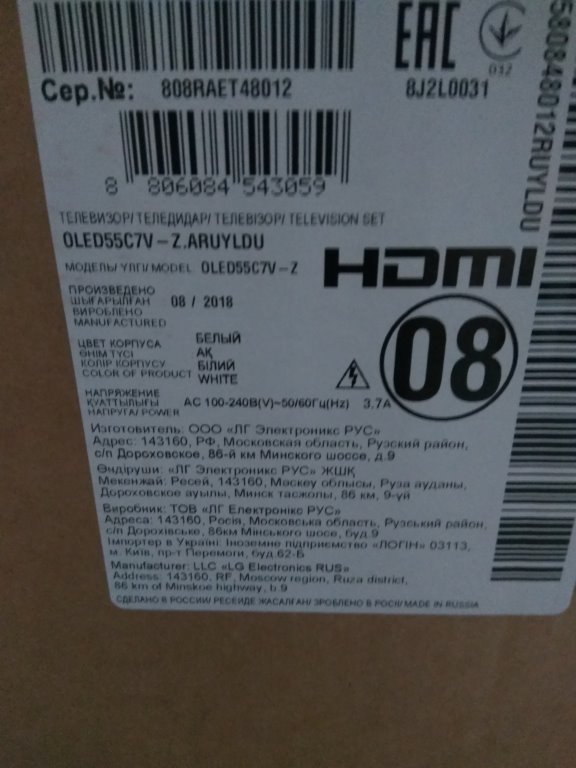 EAC
032
Сер.№: 808RAET48012
8J2L0031
8 806084 543059
ТЕЛЕВИЗОР/ ТЕЛЕДИДАР/ ТЕЛЕВІЗОР/ TELEVISION SET
OLED55C7V-Z.ARUYLDU
МОДЕЛЬ/ ҮЛГІ/ MODEL OLED55C7V-Z
HDMI
ПРОИЗВЕДЕНО
ШЫҒАРЫЛҒАН
ВИРОБЛЕНО
MANUFACTURED
08 / 2018
08
ЦВЕТ КОРПУСА БЕЛЫЙ
ӨНІМ ТҮСІ АҚ
КОЛІР КОРПУСУ БІЛИЙ
COLOR OF PRODUCT WHITE
НАПРЯЖЕНИЕ
ҚУАТТЫЛЫҒЫ
НАПРУГА/ POWER
AC 100-240В(V)~50/60Гц(Hz) 3.7A
Изготовитель: ООО «ЛГ Электроникс РУС»
Адрес: 143160, РФ, Московская область, Рузский район,
с/п Дороховское, 86-й км Минского шоссе, д.9
Өндіруши: «ЛГ Электроникс РУС» ЖШҚ
Мекенжай: Ресей, 143160, Мәскеу облысы, Руза ауданы,
Дороховское ауылы, Минск тасжолы, 86 км, 9-үй
Виробник: ТОВ «ЛГ Електронікс РУС»
Адреса: 143160, Росія, Московська область, Рузський район,
с/п Дорохівське, 86км Мінського шосе, буд.9
Імпортер в Україні: Іноземне підприємство «ЛОГІН» 03113,
м. Київ, пр-т Перемоги, буд.62-Б
Manufacturer: LLC «LG Electronics RUS»
Address: 143160, RF, Moscow region, Ruza district,
86 km of Minskoe highway, b.9
СДЕЛАНО В РОССИИ/ РЕСЕЙДЕ ЖАСАЛҒАН/ ЗРОБЛЕНО В РОСІЇ/ MADE IN RUSSIA
580848012RUYLDU